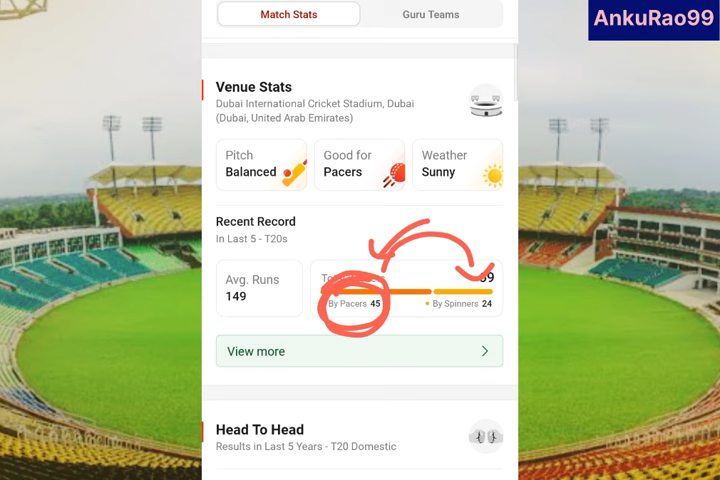 Match Stats
Guru Teams
AnkuRao99
Venue Stats
Dubai International Cricket Stadium, Dubai
(Dubai, United Arab Emirates)
Pitch
Balanced
Good for
Pacers
Weather
Sunny
Recent Record
In Last 5 - T20s
Avg. Runs
149
By Pacers 45
By Spinners 24
View more
Head To Head
Results in Last 5 Years - T20 Domestic